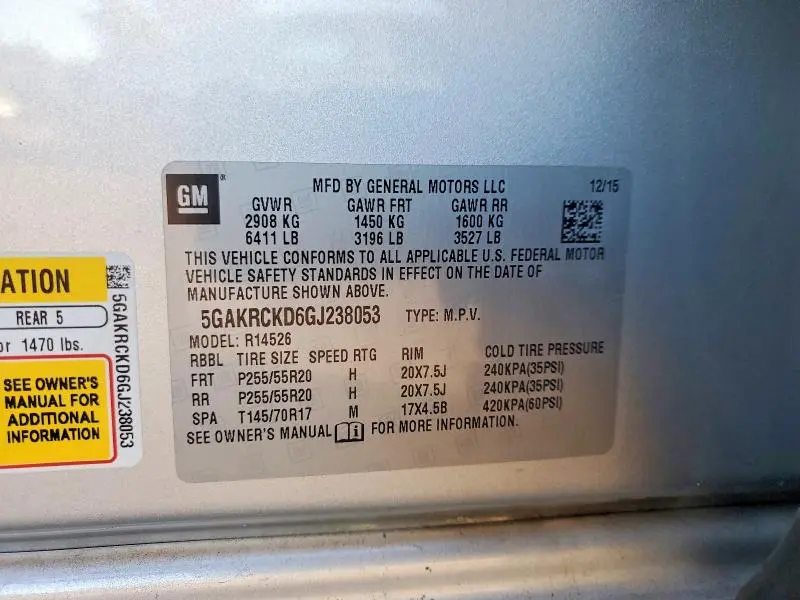 GM®
MFD BY GENERAL MOTORS LLC 12/15
GVWR GAWR FRT GAWR RR
2908 KG 1450 KG 1600 KG
6411 LB 3196 LB 3527 LB
THIS VEHICLE CONFORMS TO ALL APPLICABLE U.S. FEDERAL MOTOR
VEHICLE SAFETY STANDARDS IN EFFECT ON THE DATE OF
MANUFACTURE SHOWN ABOVE.
5GAKRCKD6GJ238053 TYPE: M.P.V.
MODEL: R14526
RBBL TIRE SIZE SPEED RTG RIM COLD TIRE PRESSURE
FRT P255/55R20 H 20X7.5J 240KPA(35PSI)
RR P255/55R20 H 20X7.5J 240KPA(35PSI)
SPA T145/70R17 M 17X4.5B 420KPA(60PSI)
SEE OWNER'S MANUAL i FOR MORE INFORMATION.
ATION
REAR 5
or 1470 lbs.
SEE OWNER'S
MANUAL FOR
ADDITIONAL
INFORMATION
5GAKRCKD6GJ238053